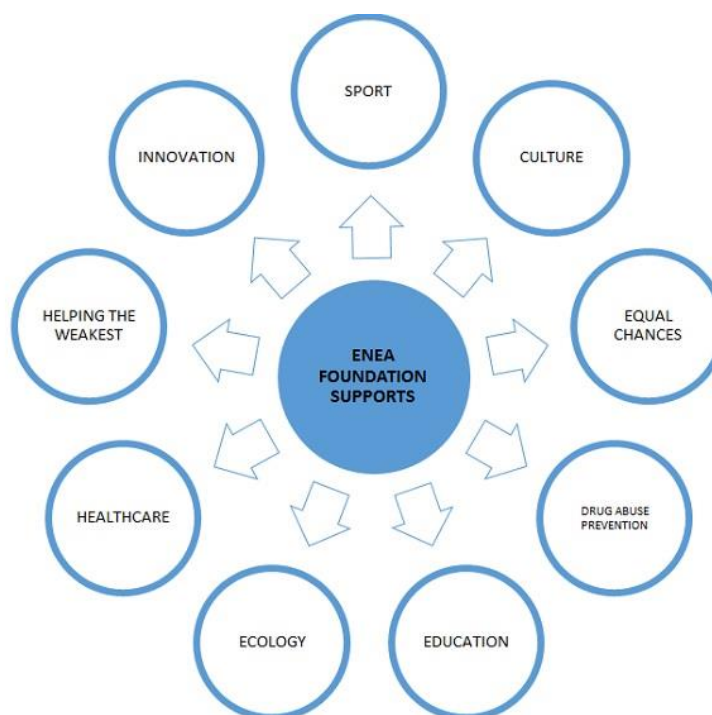 SPORT
CULTURE
EQUAL
CHANCES
DRUG ABUSE
PREVENTION
EDUCATION
ECOLOGY
HEALTHCARE
HELPING THE
WEAKEST
INNOVATION
ENEA
FOUNDATION
SUPPORTS